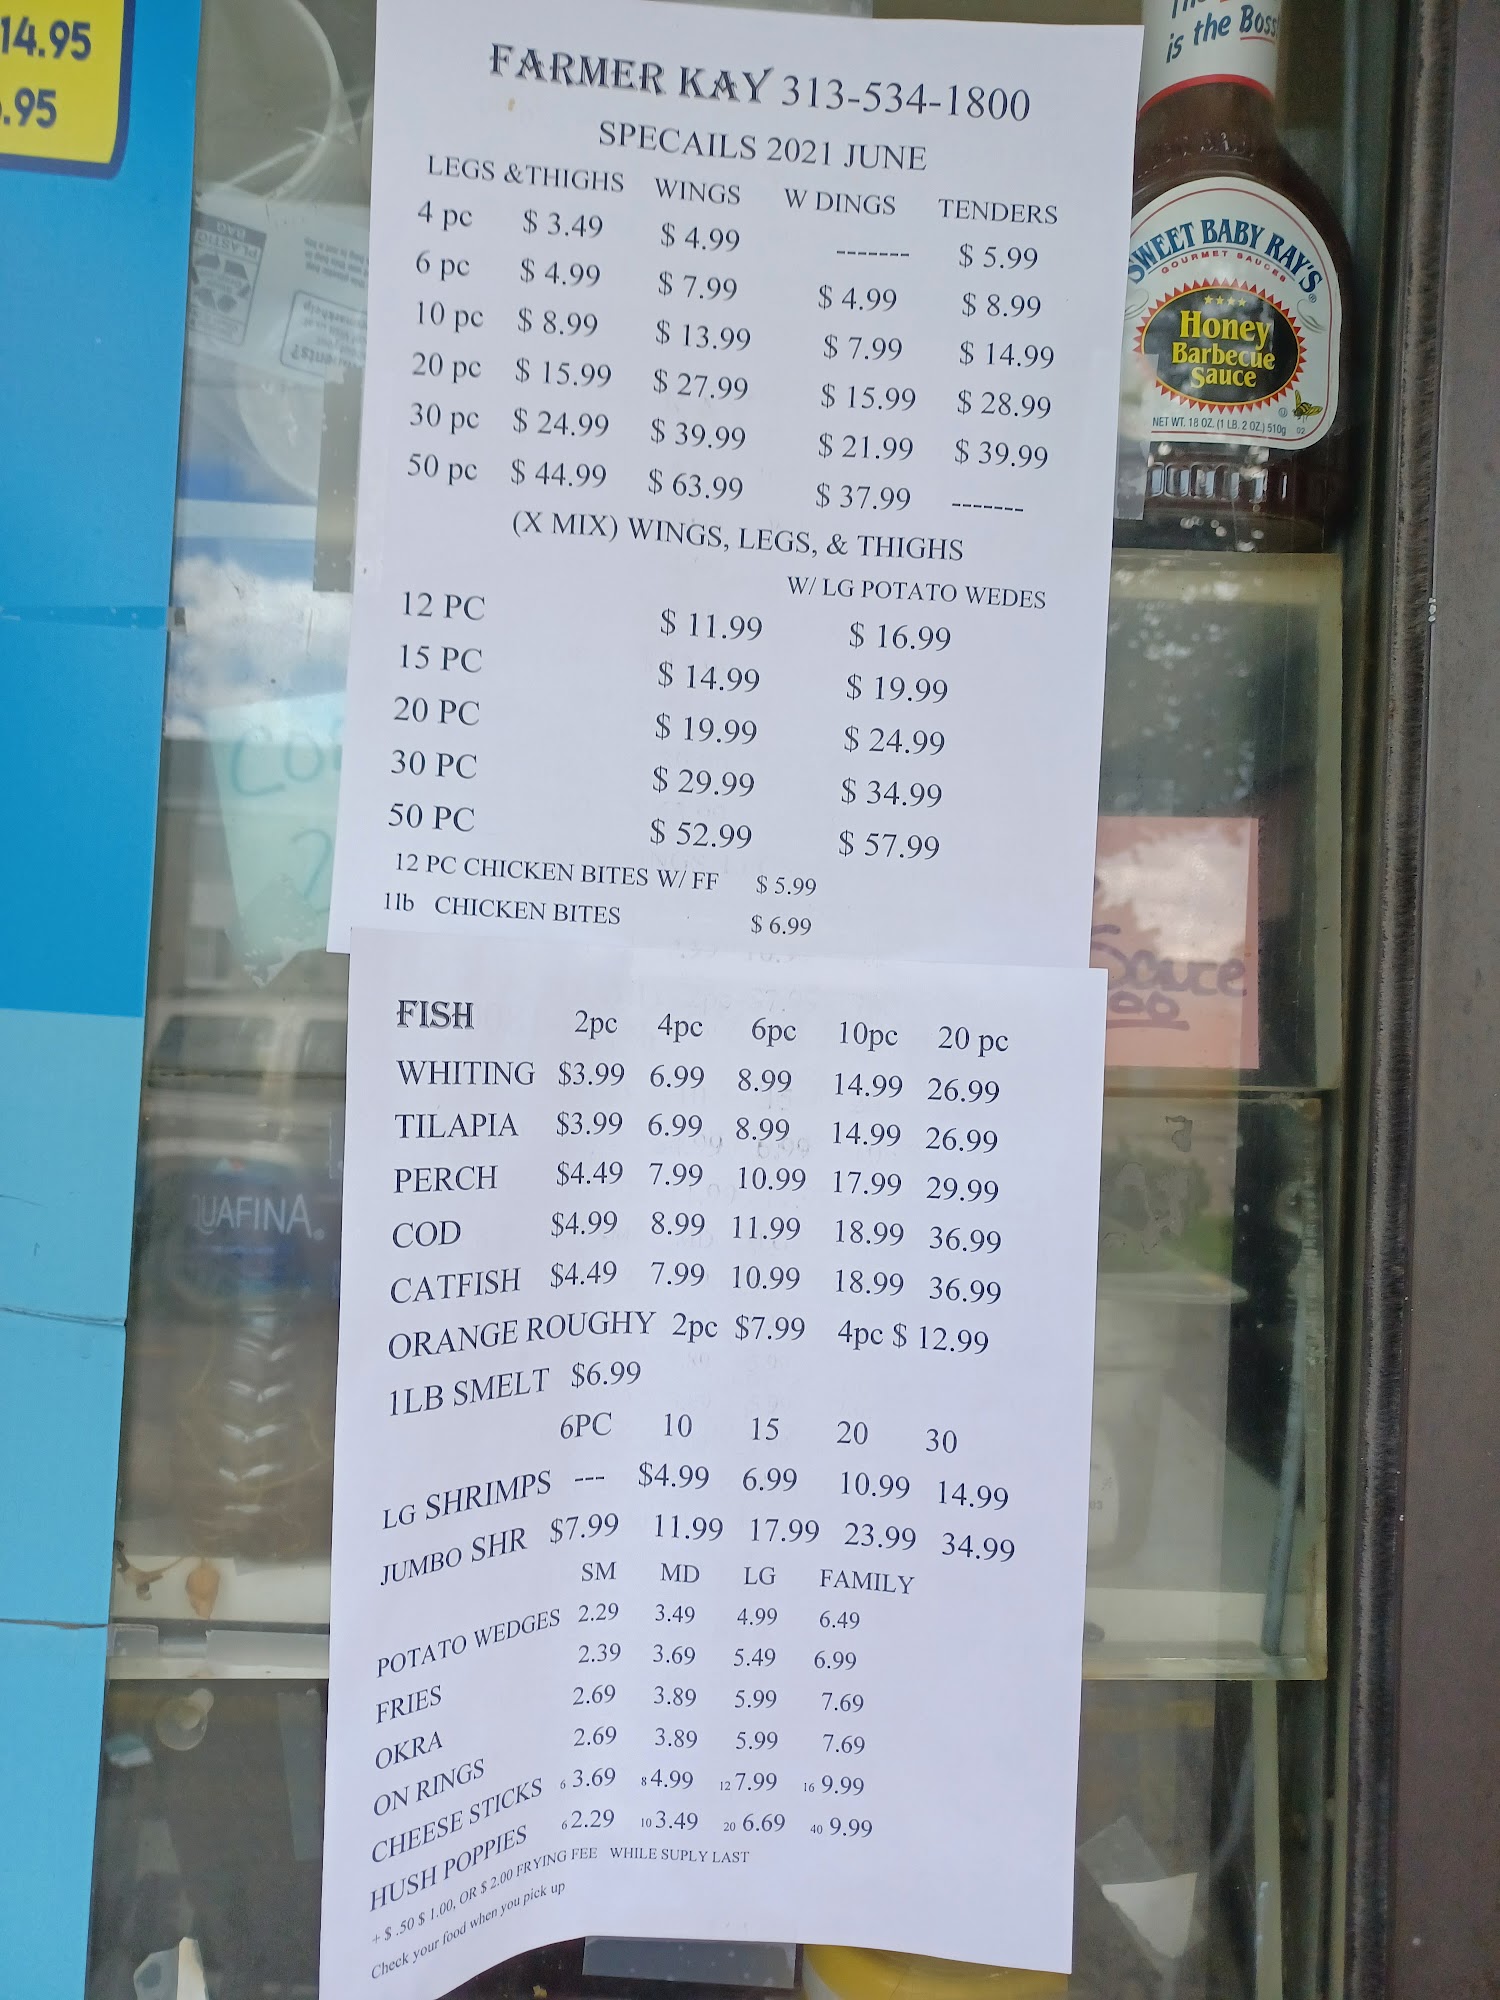 14.95
.95
is the Boss
FARMER KAY 313-534-1800
SPECAILS 2021 JUNE
LEGS &THIGHS WINGS W DINGS TENDERS
4 pc $ 3.49 $ 4.99 ------- $ 5.99
6 pc $ 4.99 $ 7.99 $ 4.99 $ 8.99
10 pc $ 8.99 $ 13.99 $ 7.99 $ 14.99
20 pc $ 15.99 $ 27.99 $ 15.99 $ 28.99
30 pc $ 24.99 $ 39.99 $ 21.99 $ 39.99
50 pc $ 44.99 $ 63.99 $ 37.99 -------
(X MIX) WINGS, LEGS, & THIGHS
W/ LG POTATO WEDES
12 PC $ 11.99 $ 16.99
15 PC $ 14.99 $ 19.99
20 PC $ 19.99 $ 24.99
30 PC $ 29.99 $ 34.99
50 PC $ 52.99 $ 57.99
12 PC CHICKEN BITES W/ FF $ 5.99
1lb CHICKEN BITES $ 6.99
FISH 2pc 4pc 6pc 10pc 20 pc
WHITING $3.99 6.99 8.99 14.99 26.99
TILAPIA $3.99 6.99 8.99 14.99 26.99
PERCH $4.49 7.99 10.99 17.99 29.99
COD $4.99 8.99 11.99 18.99 36.99
CATFISH $4.49 7.99 10.99 18.99 36.99
ORANGE ROUGHY 2pc $7.99 4pc $ 12.99
1LB SMELT $6.99
6PC 10 15 20 30
LG SHRIMPS --- $4.99 6.99 10.99 14.99
JUMBO SHR $7.99 11.99 17.99 23.99 34.99
SM MD LG FAMILY
POTATO WEDGES 2.29 3.49 4.99 6.49
FRIES 2.39 3.69 5.49 6.99
OKRA 2.69 3.89 5.99 7.69
ON RINGS 2.69 3.89 5.99 7.69
CHEESE STICKS 6 3.69 8 4.99 12 7.99 16 9.99
HUSH POPPIES 6 2.29 10 3.49 20 6.69 40 9.99
+ $ .50 $ 1.00, OR $ 2.00 FRYING FEE WHILE SUPLY LAST
Check your food when you pick up
SWEET BABY RAY'S
GOURMET SAUCES
Honey
Barbecue
Sauce
NET WT. 18 OZ. (1 LB. 2 OZ.) 510g
Sauce
QUAFINA